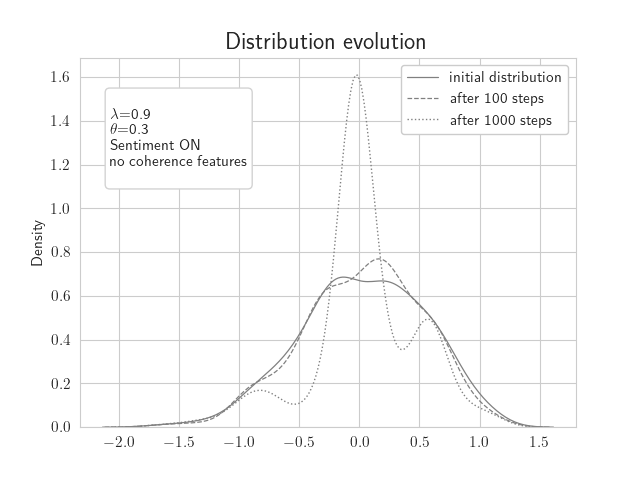 Distribution evolution
1.6
1.4
1.2
1.0
0.8
0.6
0.4
0.2
0.0
Density
λ=0.9
θ=0.3
Sentiment ON
no coherence features
initial distribution
after 100 steps
after 1000 steps
−2.0 −1.5 −1.0 −0.5 0.0 0.5 1.0 1.5